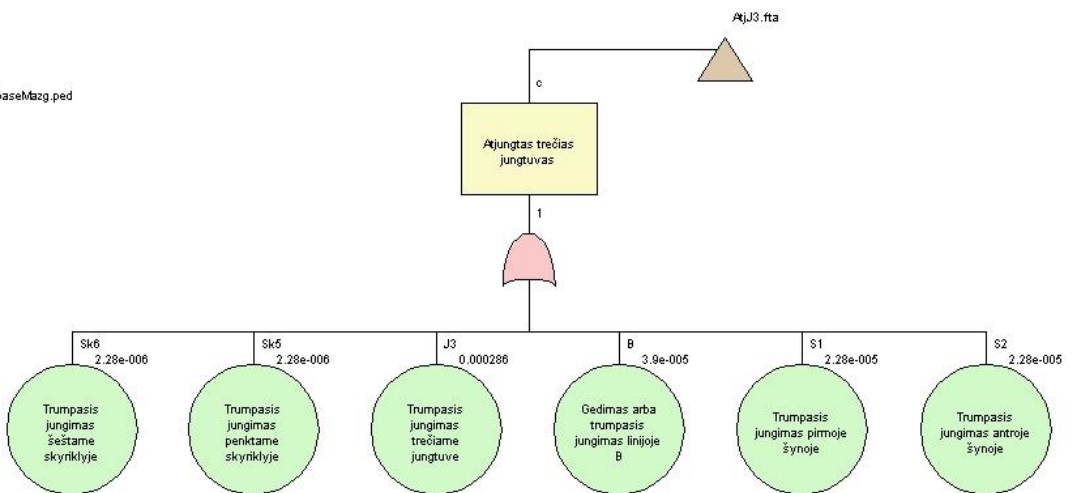 AtjJ3.fta
baseMazg.ped
c
Atjungtas trečias
jungtuvas
1
Sk6
2.28e-006
Sk5
2.28e-006
J3
0.000286
B
3.9e-005
S1
2.28e-005
S2
2.28e-005
Trumpasis
jungimas
šeštame
skyriklyje
Trumpasis
jungimas
penktame
skyriklyje
Trumpasis
jungimas
trečiame
jungtuve
Gedimas arba
trumpasis
jungimas linijoje
B
Trumpasis
jungimas pirmoje
šynoje
Trumpasis
jungimas antroje
šynoje